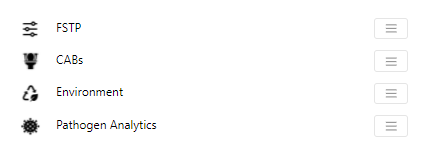 FSTP
CABs
Environment
Pathogen Analytics